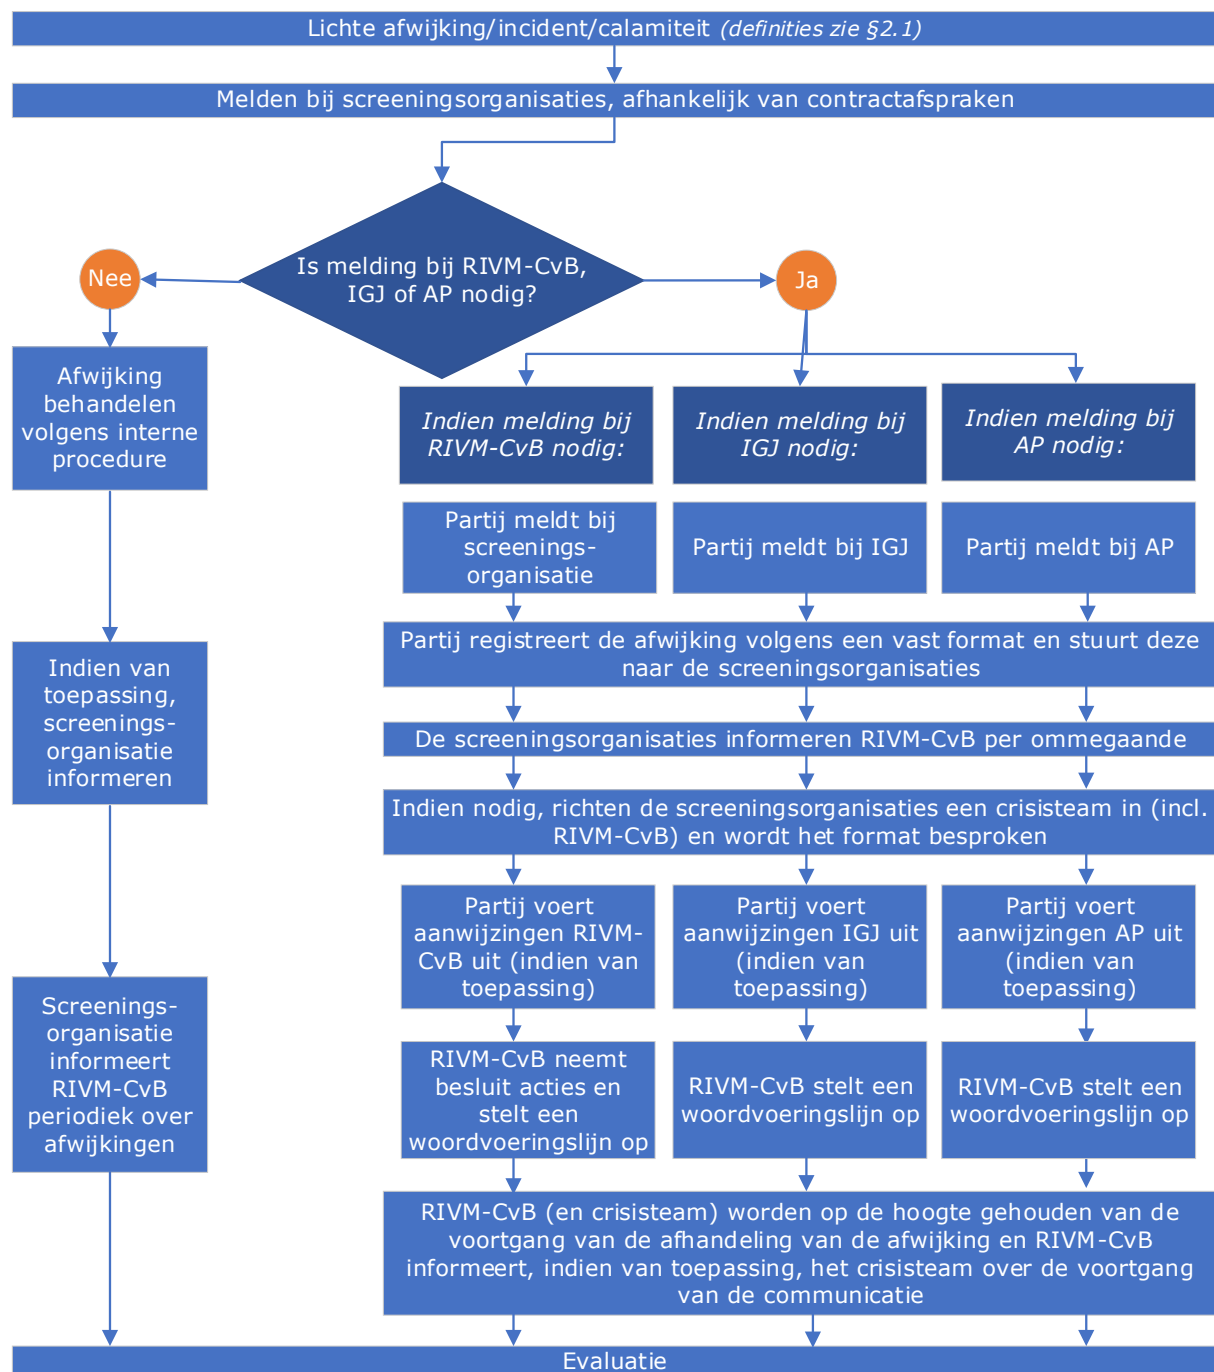 Lichte afwijking/incident/calamiteit (definities zie §2.1)
Melden bij screeningsorganisaties, afhankelijk van contractafspraken
Is melding bij RIVM-CvB,
IGJ of AP nodig?
Nee
Ja
Afwijking
behandelen
volgens interne
procedure
Indien van
toepassing,
screenings-
organisatie
informeren
Screenings-
organisatie
informeert
RIVM-CvB
periodiek over
afwijkingen
Indien melding bij
RIVM-CvB nodig:
Indien melding bij
IGJ nodig:
Indien melding bij
AP nodig:
Partij meldt bij
screenings-
organisatie
Partij meldt bij IGJ
Partij meldt bij AP
Partij registreert de afwijking volgens een vast format en stuurt deze
naar de screeningsorganisaties
De screeningsorganisaties informeren RIVM-CvB per ommegaande
Indien nodig, richten de screeningsorganisaties een crisisteam in (incl.
RIVM-CvB) en wordt het format besproken
Partij voert
aanwijzingen RIVM-
CvB uit (indien van
toepassing)
Partij voert
aanwijzingen IGJ uit
(indien van
toepassing)
Partij voert
aanwijzingen AP uit
(indien van
toepassing)
RIVM-CvB neemt
besluit acties en
stelt een
woordvoeringslijn op
RIVM-CvB stelt een
woordvoeringslijn op
RIVM-CvB stelt een
woordvoeringslijn op
RIVM-CvB (en crisisteam) worden op de hoogte gehouden van de
voortgang van de afhandeling van de afwijking en RIVM-CvB
informeert, indien van toepassing, het crisisteam over de voortgang
van de communicatie
Evaluatie